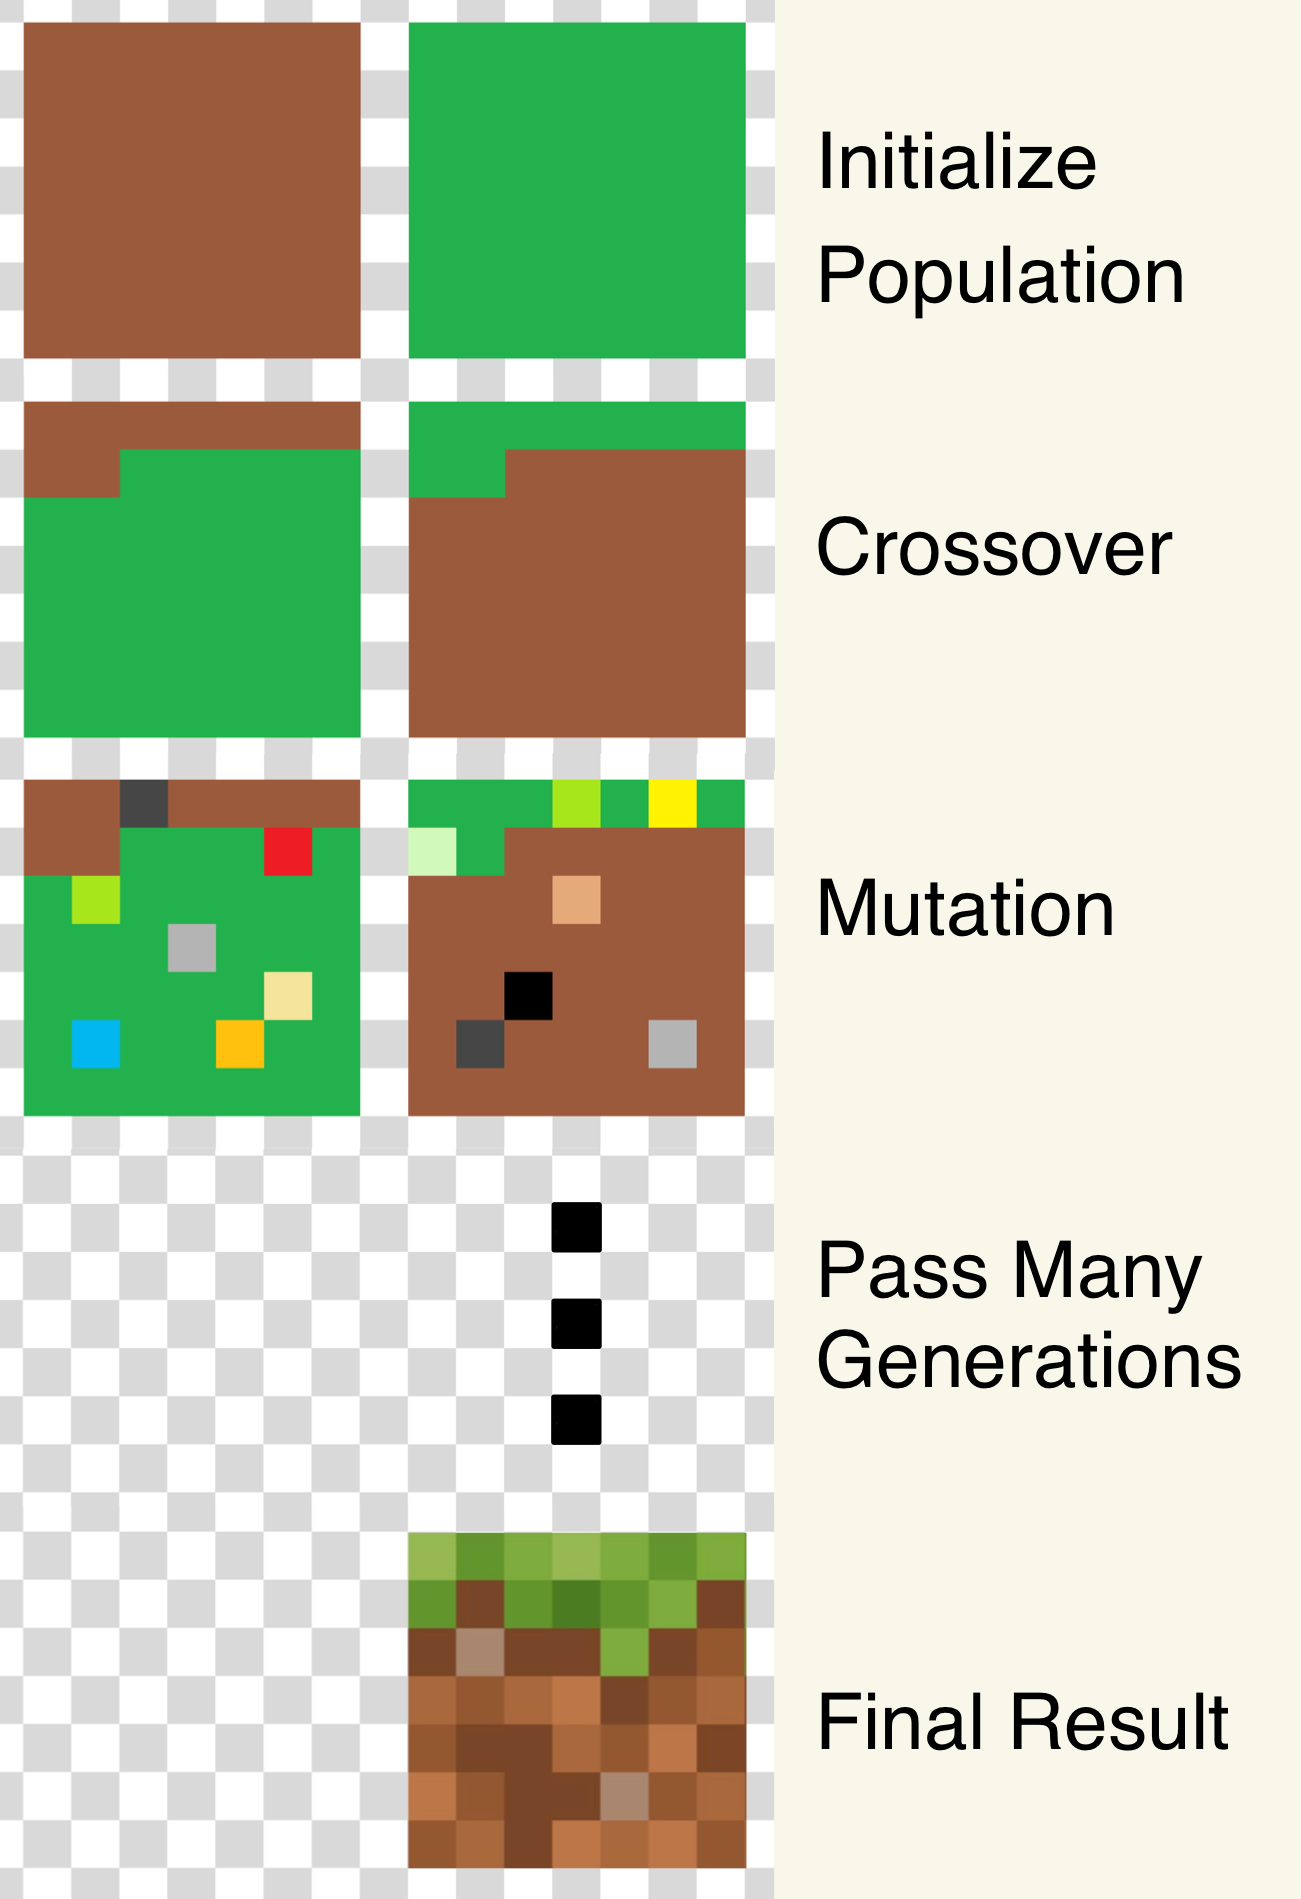 Initialize
Population
Crossover
Mutation
Pass Many
Generations
Final Result